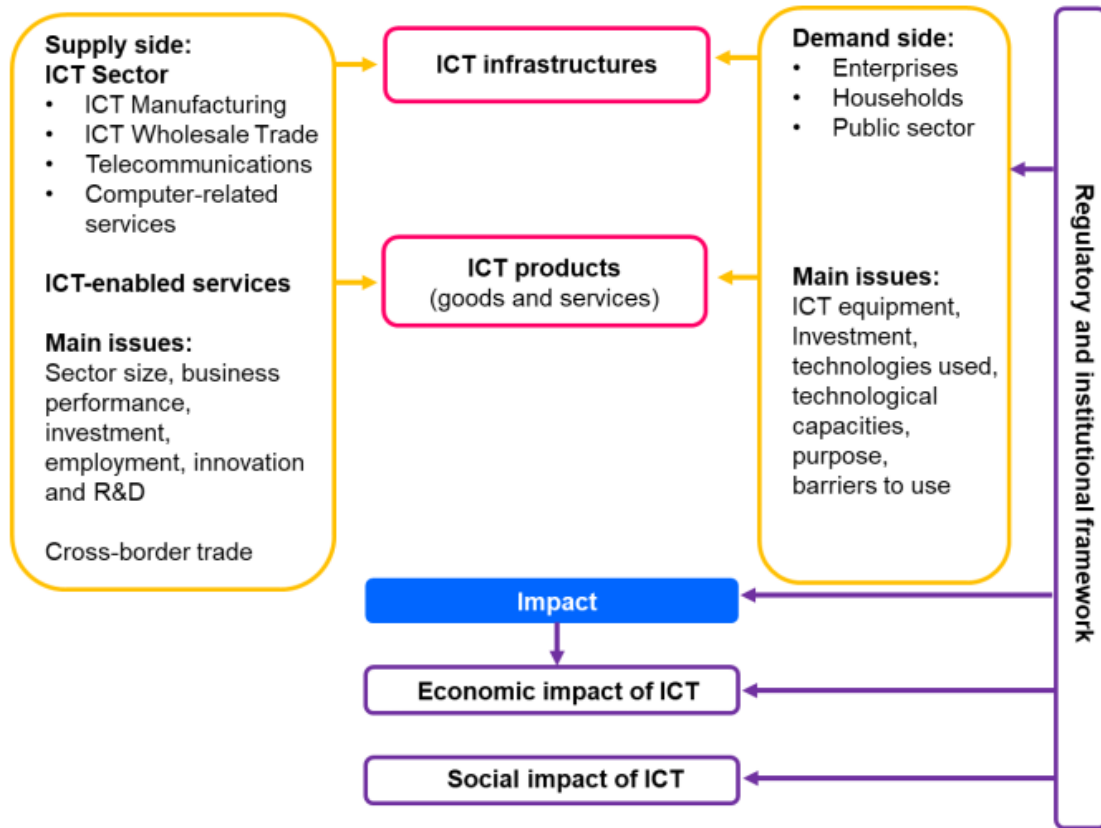 Supply side:
ICT Sector
• ICT Manufacturing
• ICT Wholesale Trade
• Telecommunications
• Computer-related
services
ICT-enabled services
Main issues:
Sector size, business
performance,
investment,
employment, innovation
and R&D
Cross-border trade
ICT infrastructures
ICT products
(goods and services)
Demand side:
• Enterprises
• Households
• Public sector
Main issues:
ICT equipment,
Investment,
technologies used,
technological
capacities,
purpose,
barriers to use
Regulatory and institutional framework
Impact
Economic impact of ICT
Social impact of ICT